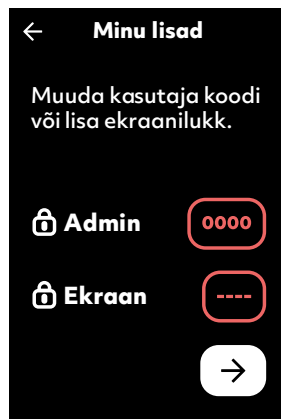 Minu lisad
Muuda kasutaja koodi
või lisa ekraanilukk.
Admin
0000
Ekraan
----